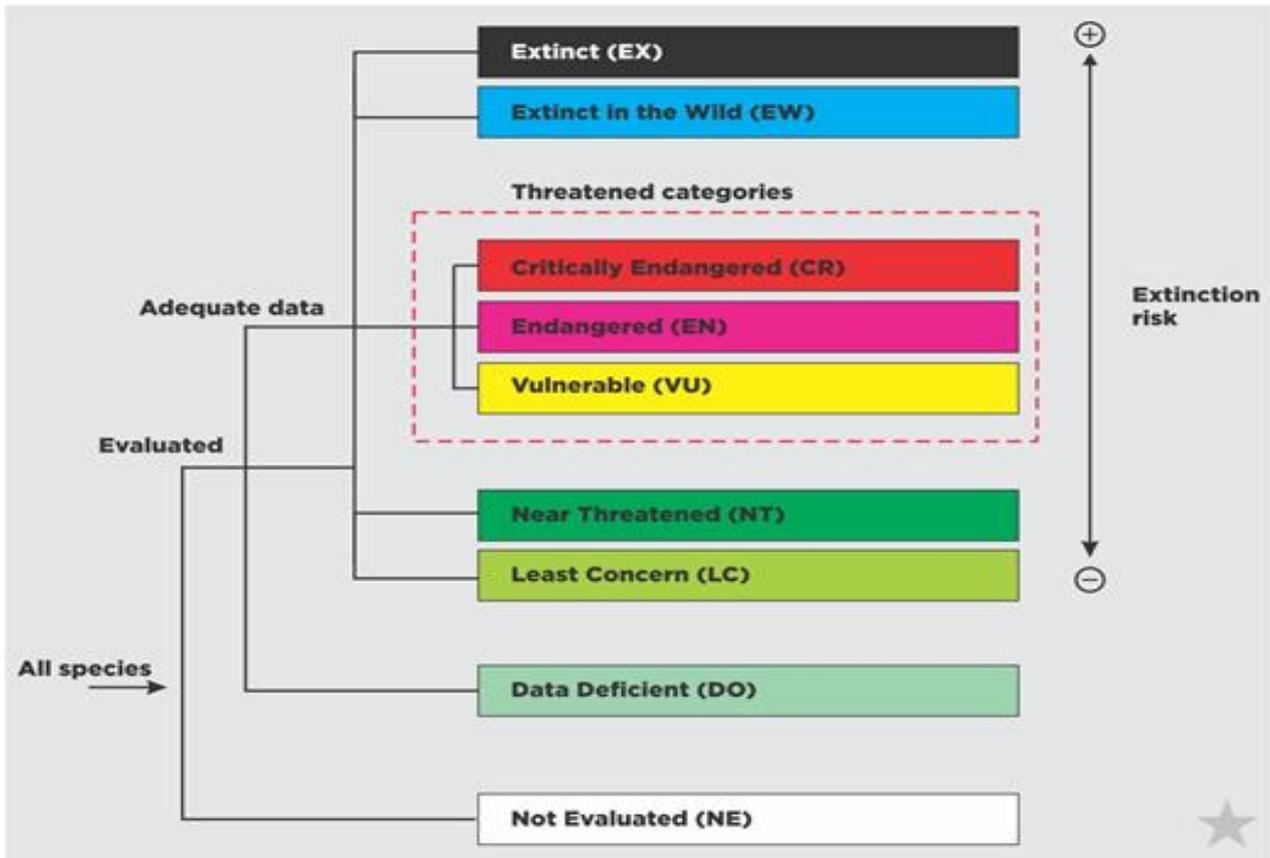 Extinct (EX)
Extinct in the Wild (EW)
Threatened categories
Critically Endangered (CR)
Adequate data
Endangered (EN)
Extinction
risk
Vulnerable (VU)
Evaluated
Near Threatened (NT)
Least Concern (LC)
All species
Data Deficient (DO)
Not Evaluated (NE)